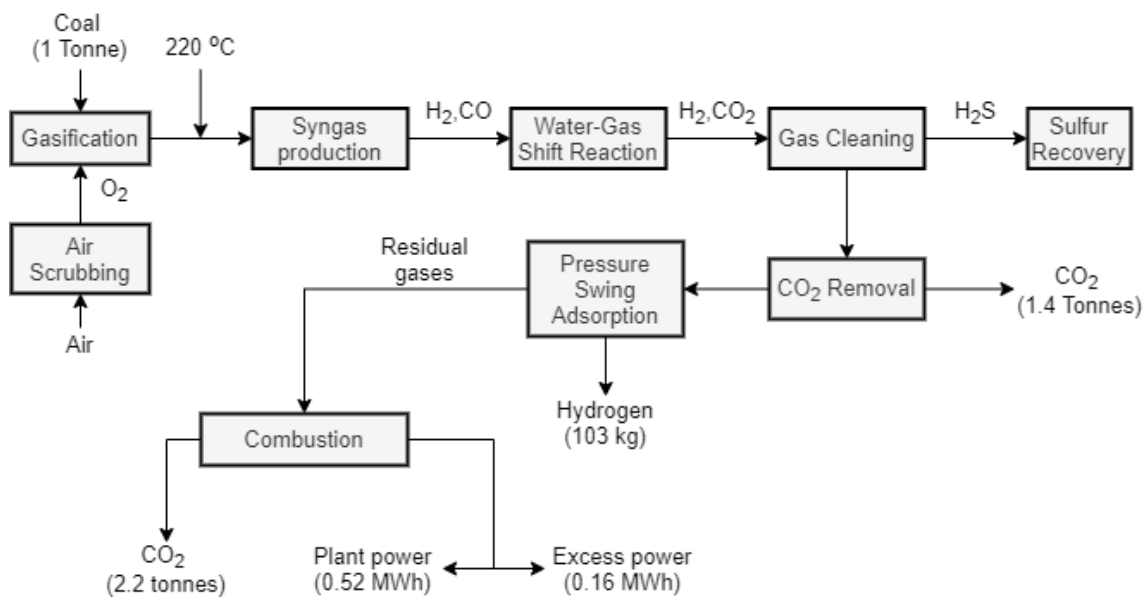 Coal
(1 Tonne)
220 ⁰C
Gasification
Syngas
production
H₂,CO
Water-Gas
Shift Reaction
H₂,CO₂
Gas Cleaning
H₂S
Sulfur
Recovery
O₂
Air
Scrubbing
Air
Residual
gases
Pressure
Swing
Adsorption
CO₂ Removal
CO₂
(1.4 Tonnes)
Hydrogen
(103 kg)
Combustion
CO₂
(2.2 tonnes)
Plant power
(0.52 MWh)
Excess power
(0.16 MWh)